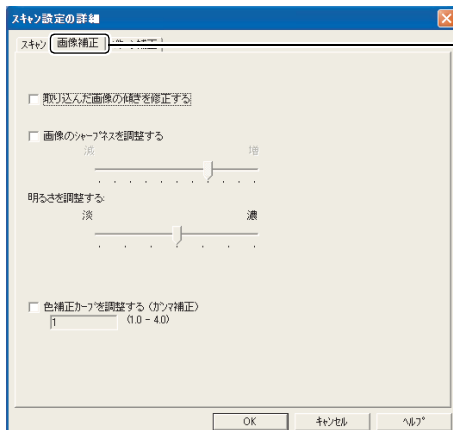 スキャン設定の詳細
スキャン 画像補正 補正
取り込んだ画像の傾きを修正する
画像のシャープネスを調整する
減 増
明るさを調整する:
淡 濃
色補正カーブを調整する (ガンマ補正)
1 (1.0 - 4.0)
OK キャンセル ヘルプ